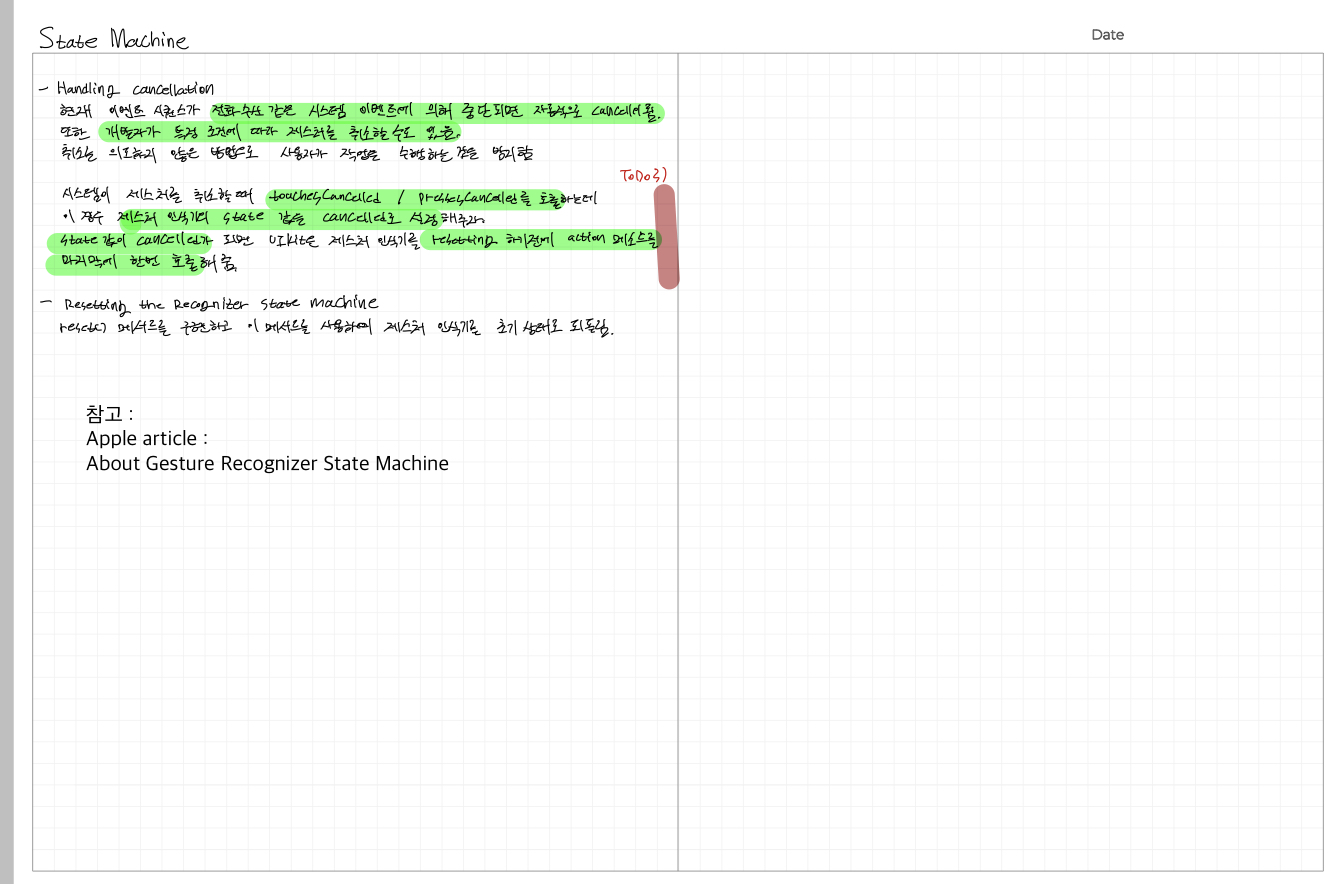 State Machine
Date
- Handling cancellation
현재 이벤트 시퀀스가 전화 수신 같은 시스템 이벤트에 의해 중단되면 자동적으로 cancelled 됨.
또한 개발자가 특정 조건에 따라 제스처를 취소할 수도 있음.
취소는 의도하지 않은 방법으로 사용자가 작업을 수행하는 것을 방지함
ToDo
시스템이 제스처를 취소할 때 touchesCancelled / pressesCancelled를 호출하는데
이 함수 제스처 인식기의 state 값을 cancelled로 설정해주라
state 값이 cancelled가 되면 UIKit은 제스처 인식기를 resetting 하기전에 action 메소드를
마지막에 한번 호출해 줌
- Resetting the Recognizer state machine
reset() 메서드를 구현하고 이 메서드를 사용하여 제스처 인식기를 초기 상태로 되돌림.
참고 :
Apple article :
About Gesture Recognizer State Machine